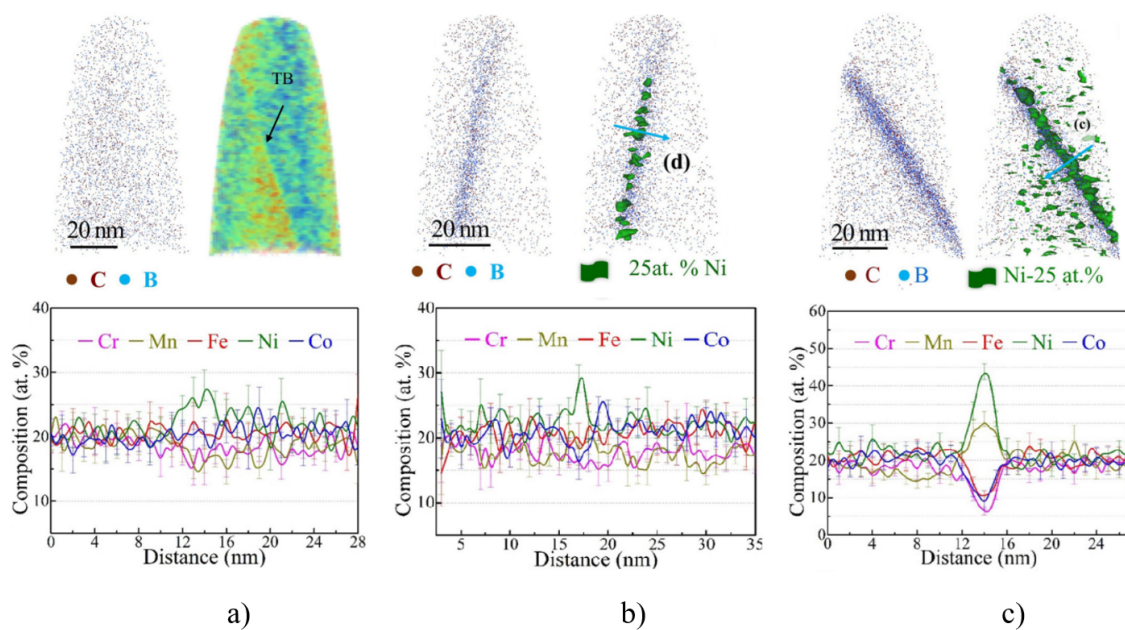 TB
20 nm
C B
(d)
20 nm
C B 25at. % Ni
(c)
20 nm
C B Ni-25 at.%
40
30
20
10
Composition (at. %)
Cr Mn Fe Ni Co
0 4 8 12 16 20 24 28
Distance (nm)
40
30
20
10
Composition (at. %)
Cr Mn Fe Ni Co
5 10 15 20 25 30 35
Distance (nm)
60
50
40
30
20
10
0
Composition (at. %)
Cr Mn Fe Ni Co
0 4 8 12 16 20 24
Distance (nm)
a) b) c)